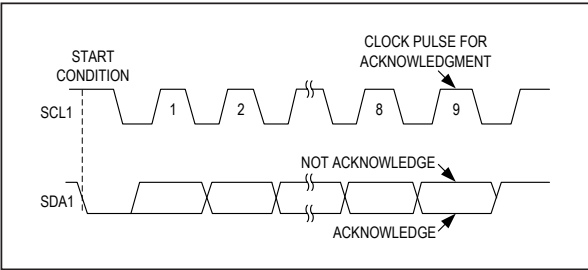 START
CONDITION
CLOCK PULSE FOR
ACKNOWLEDGMENT
SCL1
1
2
8
9
NOT ACKNOWLEDGE
SDA1
ACKNOWLEDGE